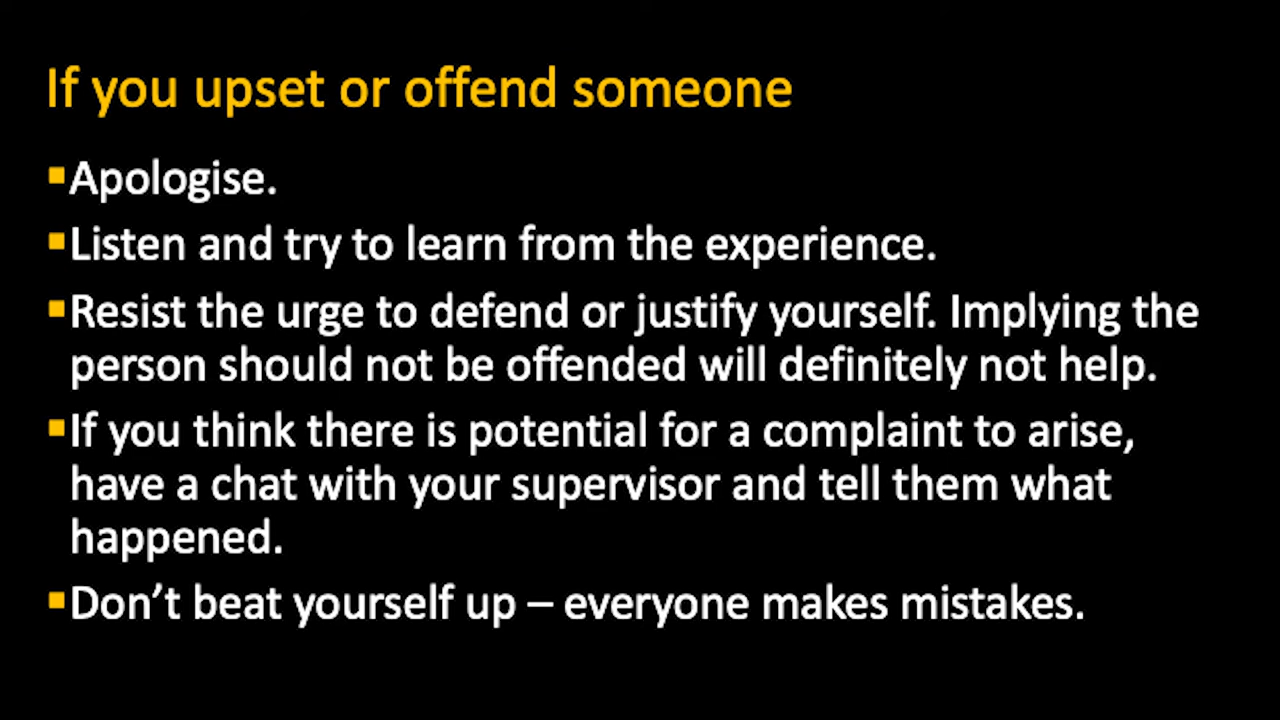 If you upset or offend someone
▪Apologise.
▪Listen and try to learn from the experience.
▪Resist the urge to defend or justify yourself. Implying the
person should not be offended will definitely not help.
▪If you think there is potential for a complaint to arise,
have a chat with your supervisor and tell them what
happened.
▪Don’t beat yourself up – everyone makes mistakes.